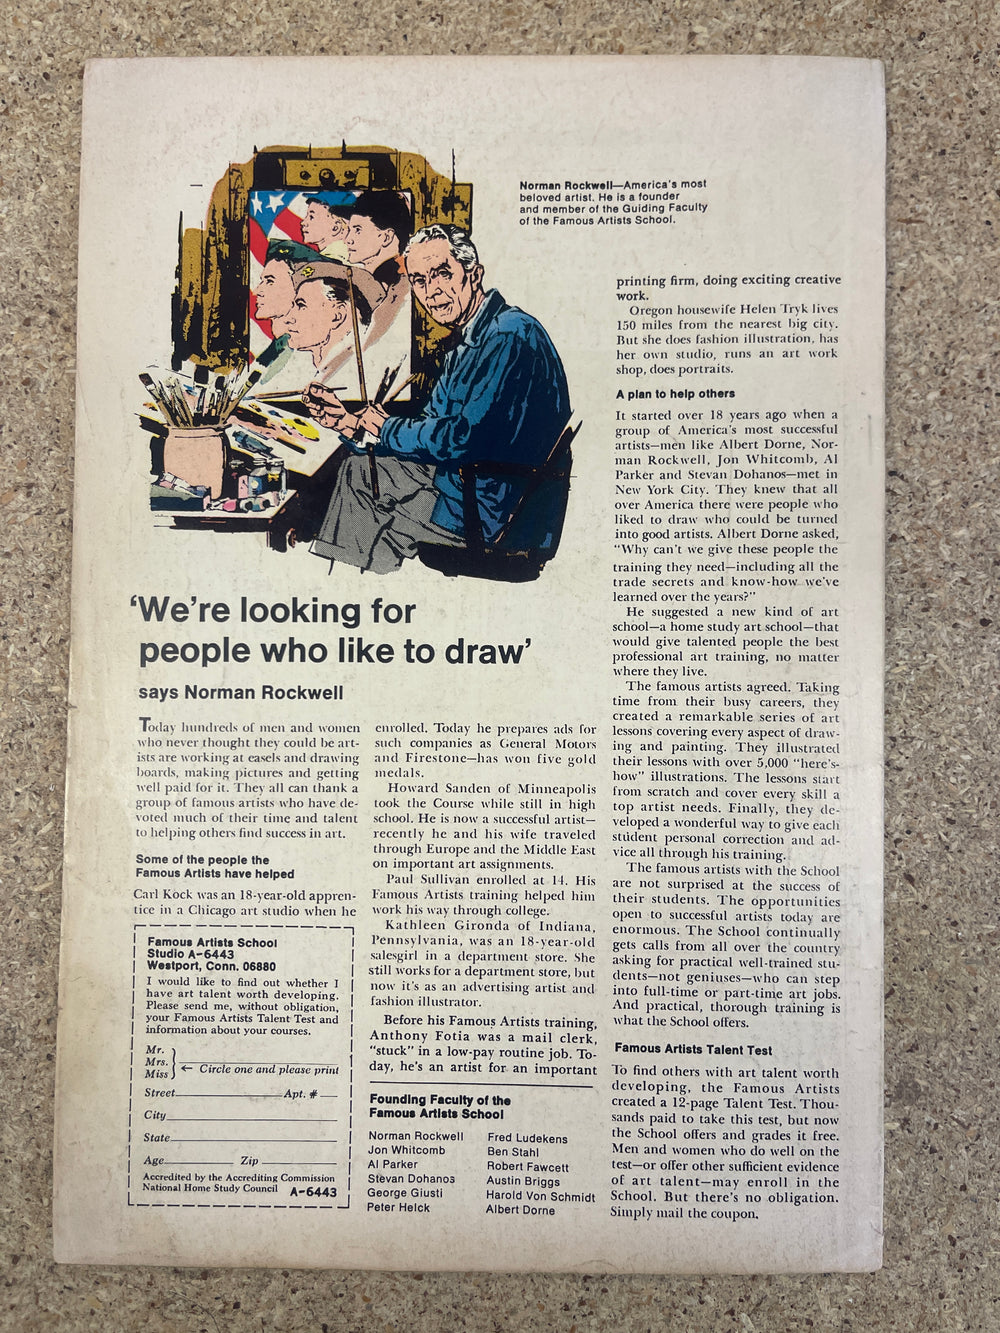 Norman Rockwell—America's most
beloved artist. He is a founder
and member of the Guiding Faculty
of the Famous Artists School.
'We're looking for
people who like to draw'
says Norman Rockwell
Today hundreds of men and women
who never thought they could be art-
ists are working at easels and drawing
boards, making pictures and getting
well paid for it. They all can thank a
group of famous artists who have de-
voted much of their time and talent
to helping others find success in art.
Some of the people the
Famous Artists have helped
Carl Kock was an 18-year-old appren-
tice in a Chicago art studio when he
enrolled. Today he prepares ads for
such companies as General Motors
and Firestone—has won five gold
medals.
Howard Sanden of Minneapolis
took the Course while still in high
school. He is now a successful artist—
recently he and his wife traveled
through Europe and the Middle East
on important art assignments.
Paul Sullivan enrolled at 14. His
Famous Artists training helped him
work his way through college.
Kathleen Gironda of Indiana,
Pennsylvania, was an 18-year-old
salesgirl in a department store. She
still works for a department store, but
now it's as an advertising artist and
fashion illustrator.
Before his Famous Artists training,
Anthony Fotia was a mail clerk,
"stuck" in a low-pay routine job. To-
day, he's an artist for an important
printing firm, doing exciting creative
work.
Oregon housewife Helen Tryk lives
150 miles from the nearest big city.
But she does fashion illustration, has
her own studio, runs an art work
shop, does portraits.
A plan to help others
It started over 18 years ago when a
group of America's most successful
artists—men like Albert Dorne, Nor-
man Rockwell, Jon Whitcomb, Al
Parker and Stevan Dohanos—met in
New York City. They knew that all
over America there were people who
liked to draw who could be turned
into good artists. Albert Dorne asked,
"Why can't we give these people the
training they need—including all the
trade secrets and know-how we've
learned over the years?"
He suggested a new kind of art
school—a home study art school—that
would give talented people the best
professional art training, no matter
where they live.
The famous artists agreed. Taking
time from their busy careers, they
created a remarkable series of art
lessons covering every aspect of draw-
ing and painting. They illustrated
their lessons with over 5,000 "here's-
how" illustrations. The lessons start
from scratch and cover every skill a
top artist needs. Finally, they de-
veloped a wonderful way to give each
student personal correction and ad-
vice all through his training.
The famous artists with the School
are not surprised at the success of
their students. The opportunities
open to successful artists today are
enormous. The School continually
gets calls from all over the country
asking for practical well-trained stu-
dents—not geniuses—who can step
into full-time or part-time art jobs.
And practical, thorough training is
what the School offers.
Famous Artists Talent Test
To find others with art talent worth
developing, the Famous Artists
created a 12-page Talent Test. Thou-
sands paid to take this test, but now
the School offers and grades it free.
Men and women who do well on the
test—or offer other sufficient evidence
of art talent—may enroll in the
School. But there's no obligation.
Simply mail the coupon.
Famous Artists School
Studio A-6443
Westport, Conn. 06880
I would like to find out whether I
have art talent worth developing.
Please send me, without obligation,
your Famous Artists Talent Test and
information about your courses.
Mr.
Mrs.
Miss
← Circle one and please print
Street Apt. #
City
State
Age Zip
Accredited by the Accrediting Commission
National Home Study Council A-6443
Founding Faculty of the
Famous Artists School
Norman Rockwell
Jon Whitcomb
Al Parker
Stevan Dohanos
George Giusti
Peter Helck
Fred Ludekens
Ben Stahl
Robert Fawcett
Austin Briggs
Harold Von Schmidt
Albert Dorne